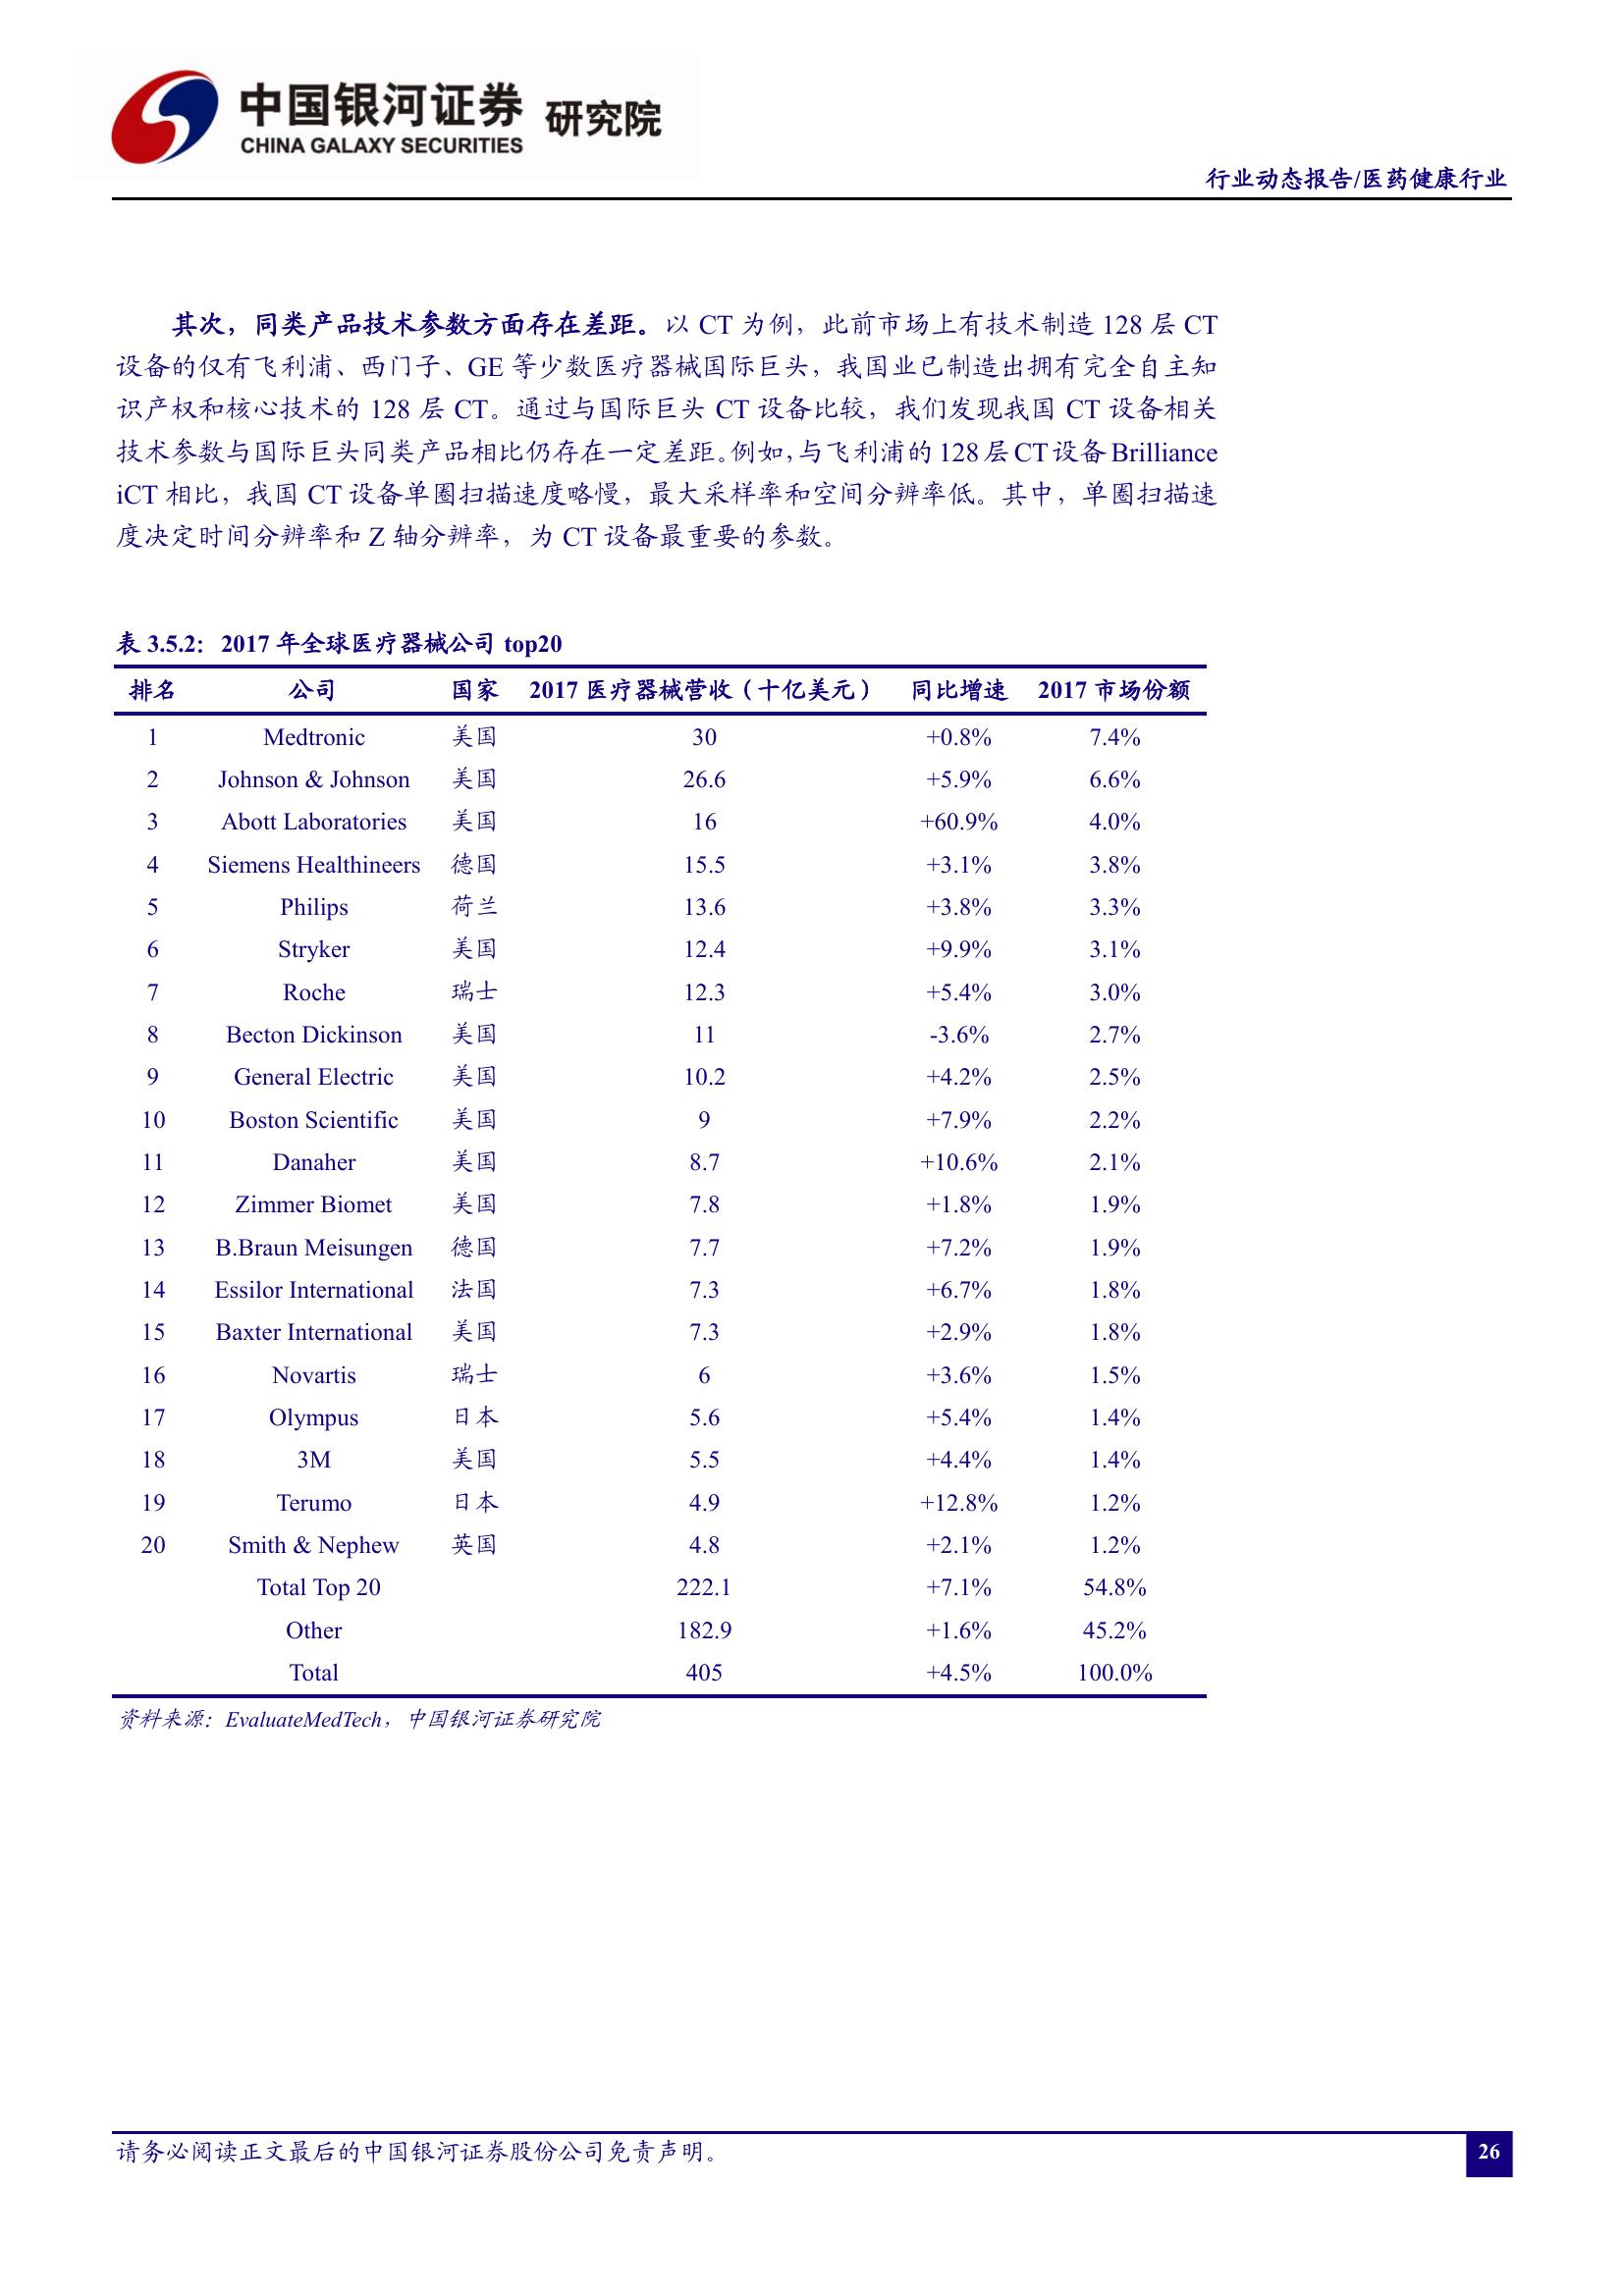 中国银河证券 研究院
CHINA GALAXY SECURITIES
行业动态报告/医药健康行业
其次，同类产品技术参数方面存在差距。以 CT 为例，此前市场上有技术制造 128 层 CT
设备的仅有飞利浦、西门子、GE 等少数医疗器械国际巨头，我国业已制造出拥有完全自主知
识产权和核心技术的 128 层 CT。通过与国际巨头 CT 设备比较，我们发现我国 CT 设备相关
技术参数与国际巨头同类产品相比仍存在一定差距。例如，与飞利浦的 128 层 CT 设备 Brilliance
iCT 相比，我国 CT 设备单圈扫描速度略慢，最大采样率和空间分辨率低。其中，单圈扫描速
度决定时间分辨率和 Z 轴分辨率，为 CT 设备最重要的参数。
表 3.5.2: 2017 年全球医疗器械公司 top20
排名 公司 国家 2017 医疗器械营收（十亿美元） 同比增速 2017 市场份额
1 Medtronic 美国 30 +0.8% 7.4%
2 Johnson & Johnson 美国 26.6 +5.9% 6.6%
3 Abott Laboratories 美国 16 +60.9% 4.0%
4 Siemens Healthineers 德国 15.5 +3.1% 3.8%
5 Philips 荷兰 13.6 +3.8% 3.3%
6 Stryker 美国 12.4 +9.9% 3.1%
7 Roche 瑞士 12.3 +5.4% 3.0%
8 Becton Dickinson 美国 11 -3.6% 2.7%
9 General Electric 美国 10.2 +4.2% 2.5%
10 Boston Scientific 美国 9 +7.9% 2.2%
11 Danaher 美国 8.7 +10.6% 2.1%
12 Zimmer Biomet 美国 7.8 +1.8% 1.9%
13 B.Braun Meisungen 德国 7.7 +7.2% 1.9%
14 Essilor International 法国 7.3 +6.7% 1.8%
15 Baxter International 美国 7.3 +2.9% 1.8%
16 Novartis 瑞士 6 +3.6% 1.5%
17 Olympus 日本 5.6 +5.4% 1.4%
18 3M 美国 5.5 +4.4% 1.4%
19 Terumo 日本 4.9 +12.8% 1.2%
20 Smith & Nephew 英国 4.8 +2.1% 1.2%
Total Top 20 222.1 +7.1% 54.8%
Other 182.9 +1.6% 45.2%
Total 405 +4.5% 100.0%
资料来源：EvaluateMedTech，中国银河证券研究院
请务必阅读正文最后的中国银河证券股份公司免责声明。
26